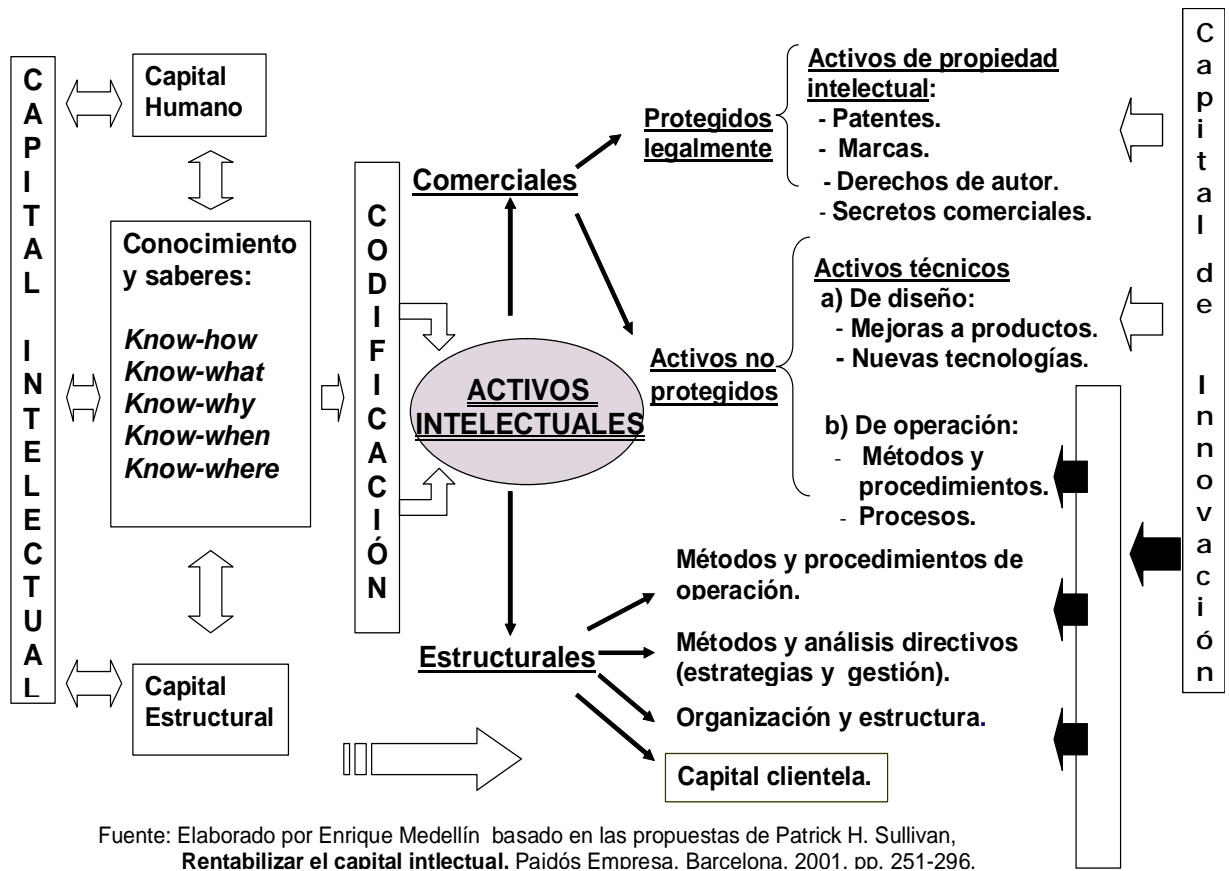 CAPITAL INTELECTUAL
Capital
Humano
Conocimiento
y saberes:
Know-how
Know-what
Know-why
Know-when
Know-where
Capital
Estructural
CODIFICACIÓN
ACTIVOS
INTELECTUALES
Comerciales
Protegidos
legalmente
Activos de propiedad
intelectual:
- Patentes.
- Marcas.
- Derechos de autor.
- Secretos comerciales.
Activos no
protegidos
Activos técnicos
a) De diseño:
- Mejoras a productos.
- Nuevas tecnologías.
b) De operación:
- Métodos y
procedimientos.
- Procesos.
Estructurales
Métodos y procedimientos de
operación.
Métodos y análisis directivos
(estrategias y gestión).
Organización y estructura.
Capital clientela.
Capital de Innovación
Fuente: Elaborado por Enrique Medellín basado en las propuestas de Patrick H. Sullivan,
Rentabilizar el capital intlectual. Paidós Empresa. Barcelona. 2001. pp. 251-296.